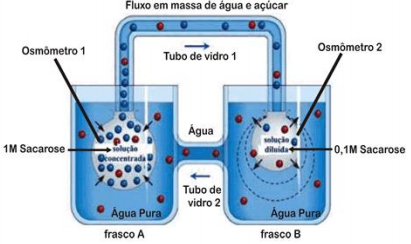 Fluxo em massa de água e açúcar
Osmômetro 1
Osmômetro 2
Tubo de vidro 1
solução
concentrada
Água
solução
diluída
1M Sacarose
0,1M Sacarose
Tubo de
vidro 2
Água Pura
Água Pura
frasco A
frasco B